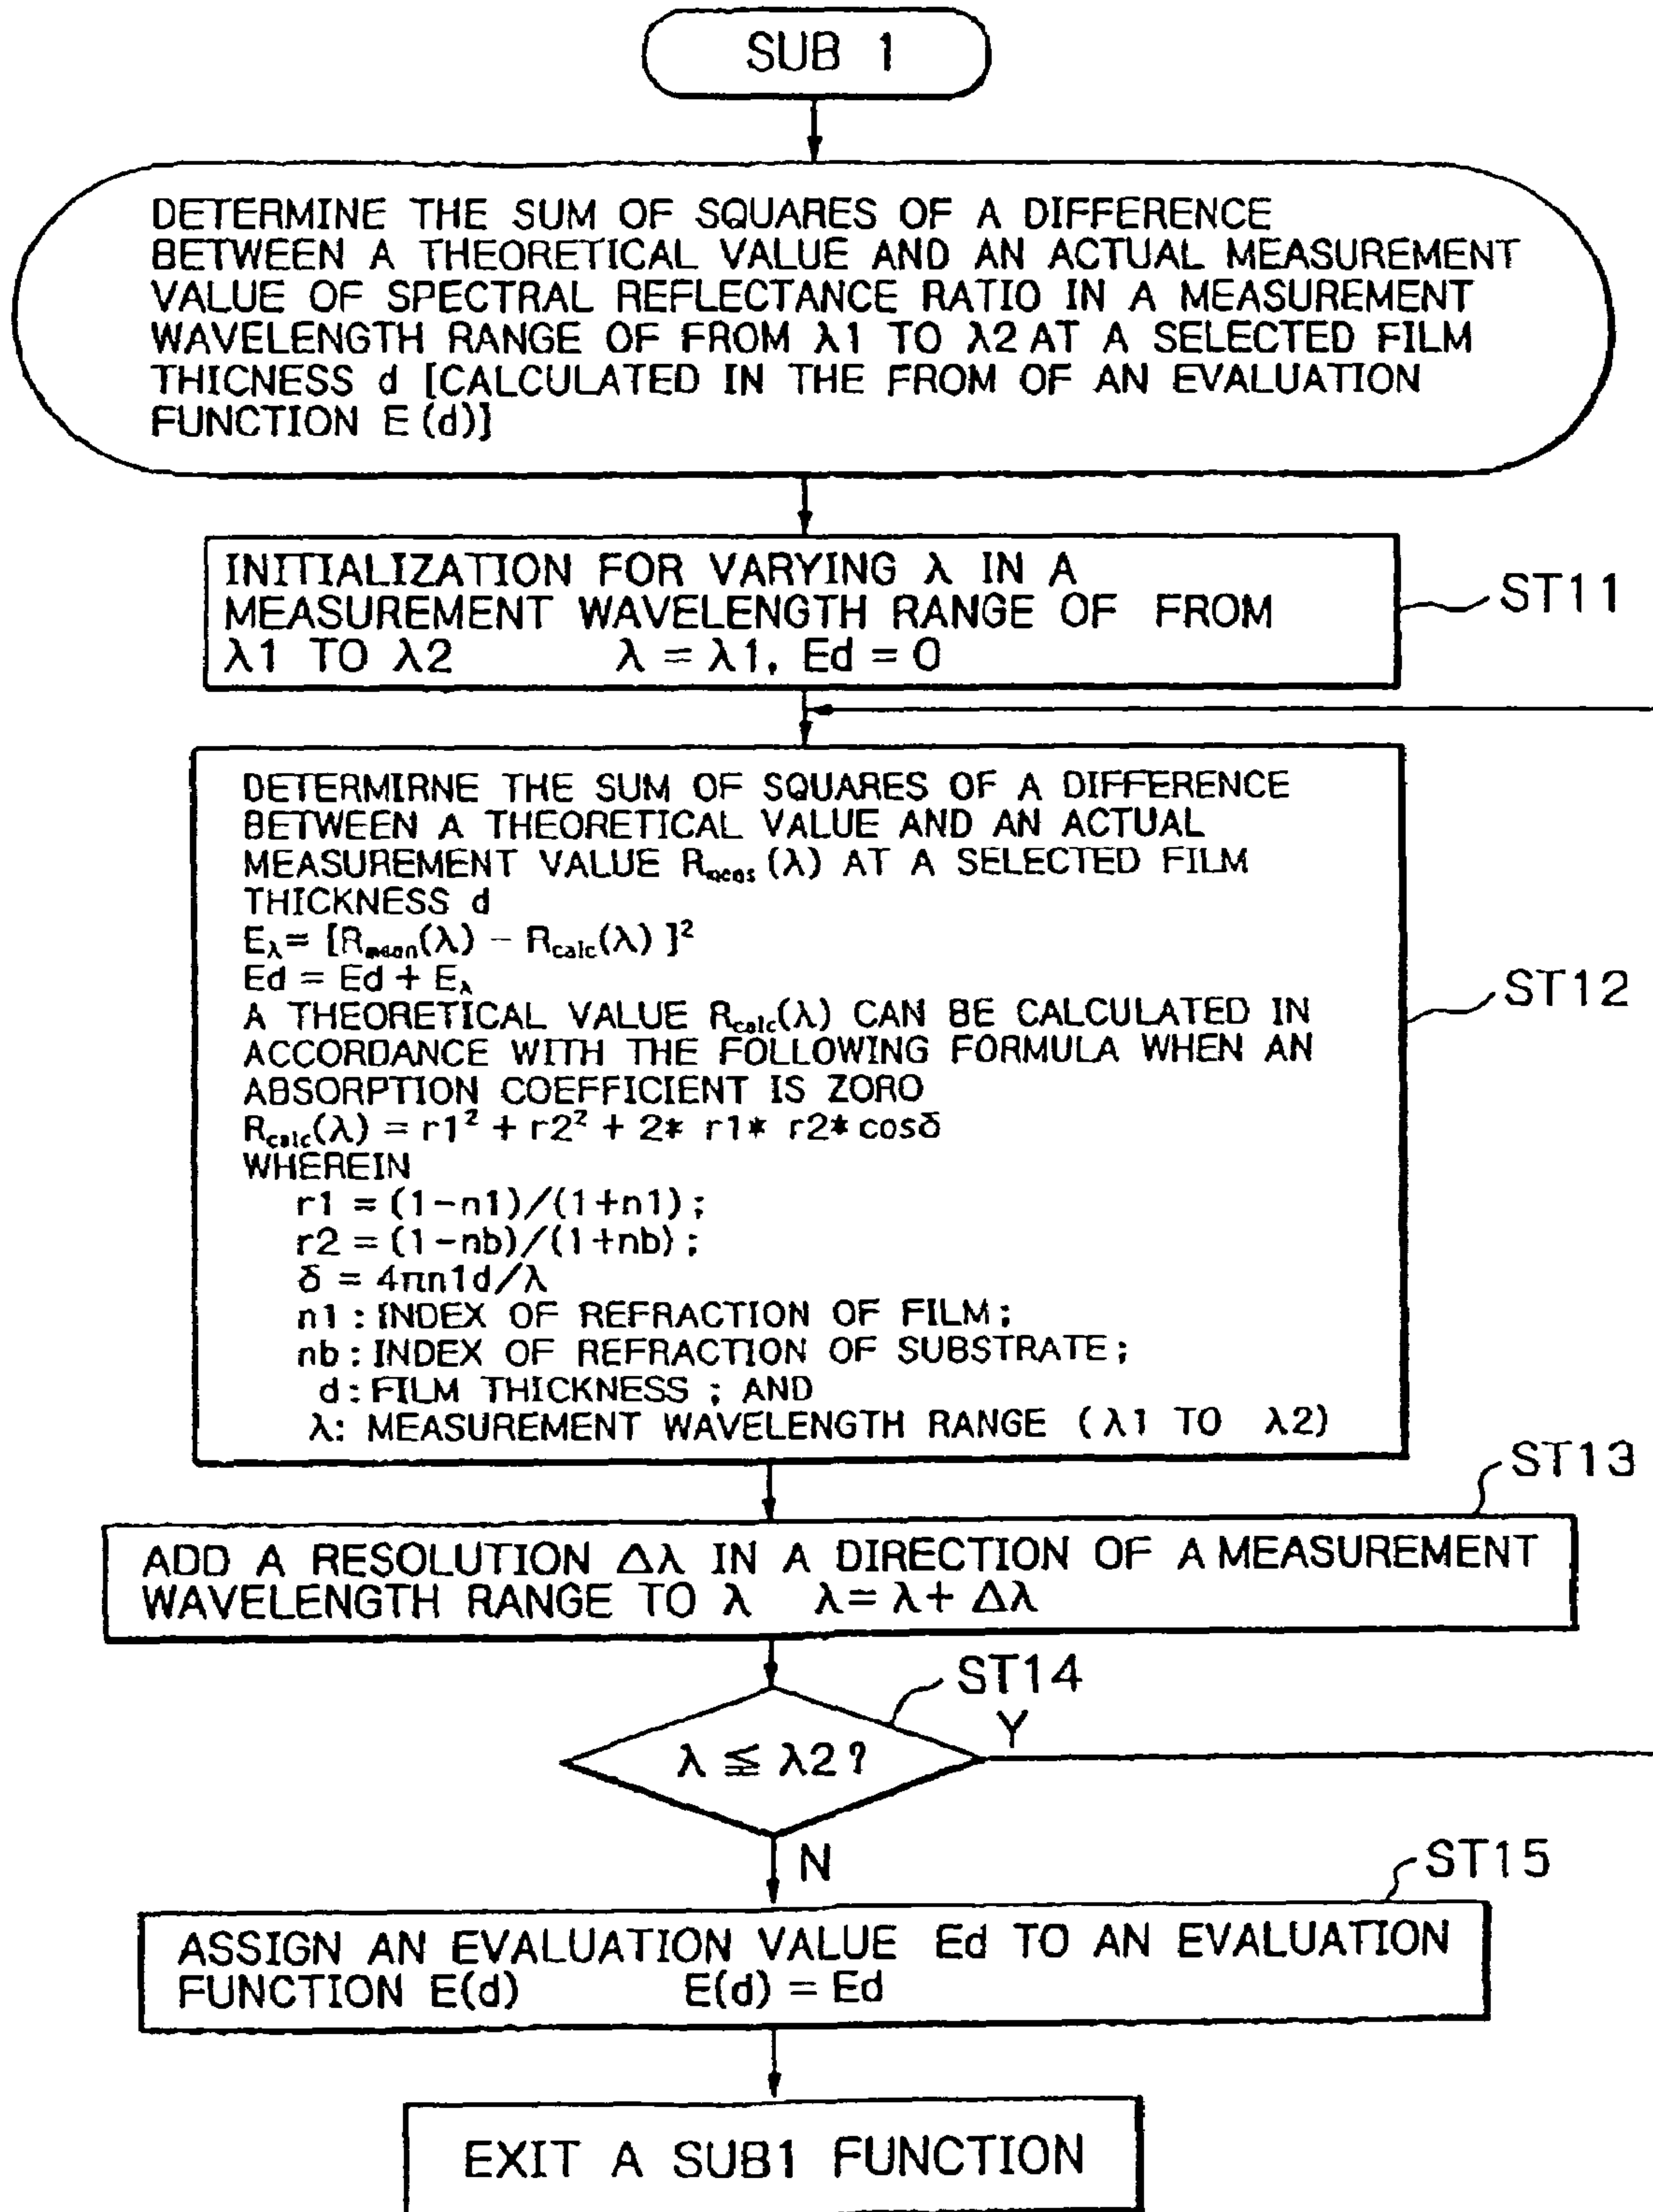 SUB 1
DETERMINE THE SUM OF SQUARES OF A DIFFERENCE
BETWEEN A THEORETICAL VALUE AND AN ACTUAL MEASUREMENT
VALUE OF SPECTRAL REFLECTANCE RATIO IN A MEASUREMENT
WAVELENGTH RANGE OF FROM λ1 TO λ2 AT A SELECTED FILM
THICNESS d [CALCULATED IN THE FROM OF AN EVALUATION
FUNCTION E(d)]
INITIALIZATION FOR VARYING λ IN A
MEASUREMENT WAVELENGTH RANGE OF FROM
λ1 TO λ2 λ = λ1, Ed = 0
ST11
DETERMIRNE THE SUM OF SQUARES OF A DIFFERENCE
BETWEEN A THEORETICAL VALUE AND AN ACTUAL
MEASUREMENT VALUE Rmeas(λ) AT A SELECTED FILM
THICKNESS d
Eλ = [Rmean(λ) − Rcalc(λ)]²
Ed = Ed + Eλ
A THEORETICAL VALUE Rcalc(λ) CAN BE CALCULATED IN
ACCORDANCE WITH THE FOLLOWING FORMULA WHEN AN
ABSORPTION COEFFICIENT IS ZORO
Rcalc(λ) = r1² + r2² + 2* r1* r2* cosδ
WHEREIN
r1 = (1−n1)/(1+n1);
r2 = (1−nb)/(1+nb);
δ = 4πn1d/λ
n1: INDEX OF REFRACTION OF FILM;
nb: INDEX OF REFRACTION OF SUBSTRATE;
d: FILM THICKNESS ; AND
λ: MEASUREMENT WAVELENGTH RANGE (λ1 TO λ2)
ST12
ST13
ADD A RESOLUTION Δλ IN A DIRECTION OF A MEASUREMENT
WAVELENGTH RANGE TO λ λ = λ + Δλ
ST14
Y
λ ≦ λ2?
N
ST15
ASSIGN AN EVALUATION VALUE Ed TO AN EVALUATION
FUNCTION E(d) E(d) = Ed
EXIT A SUB1 FUNCTION